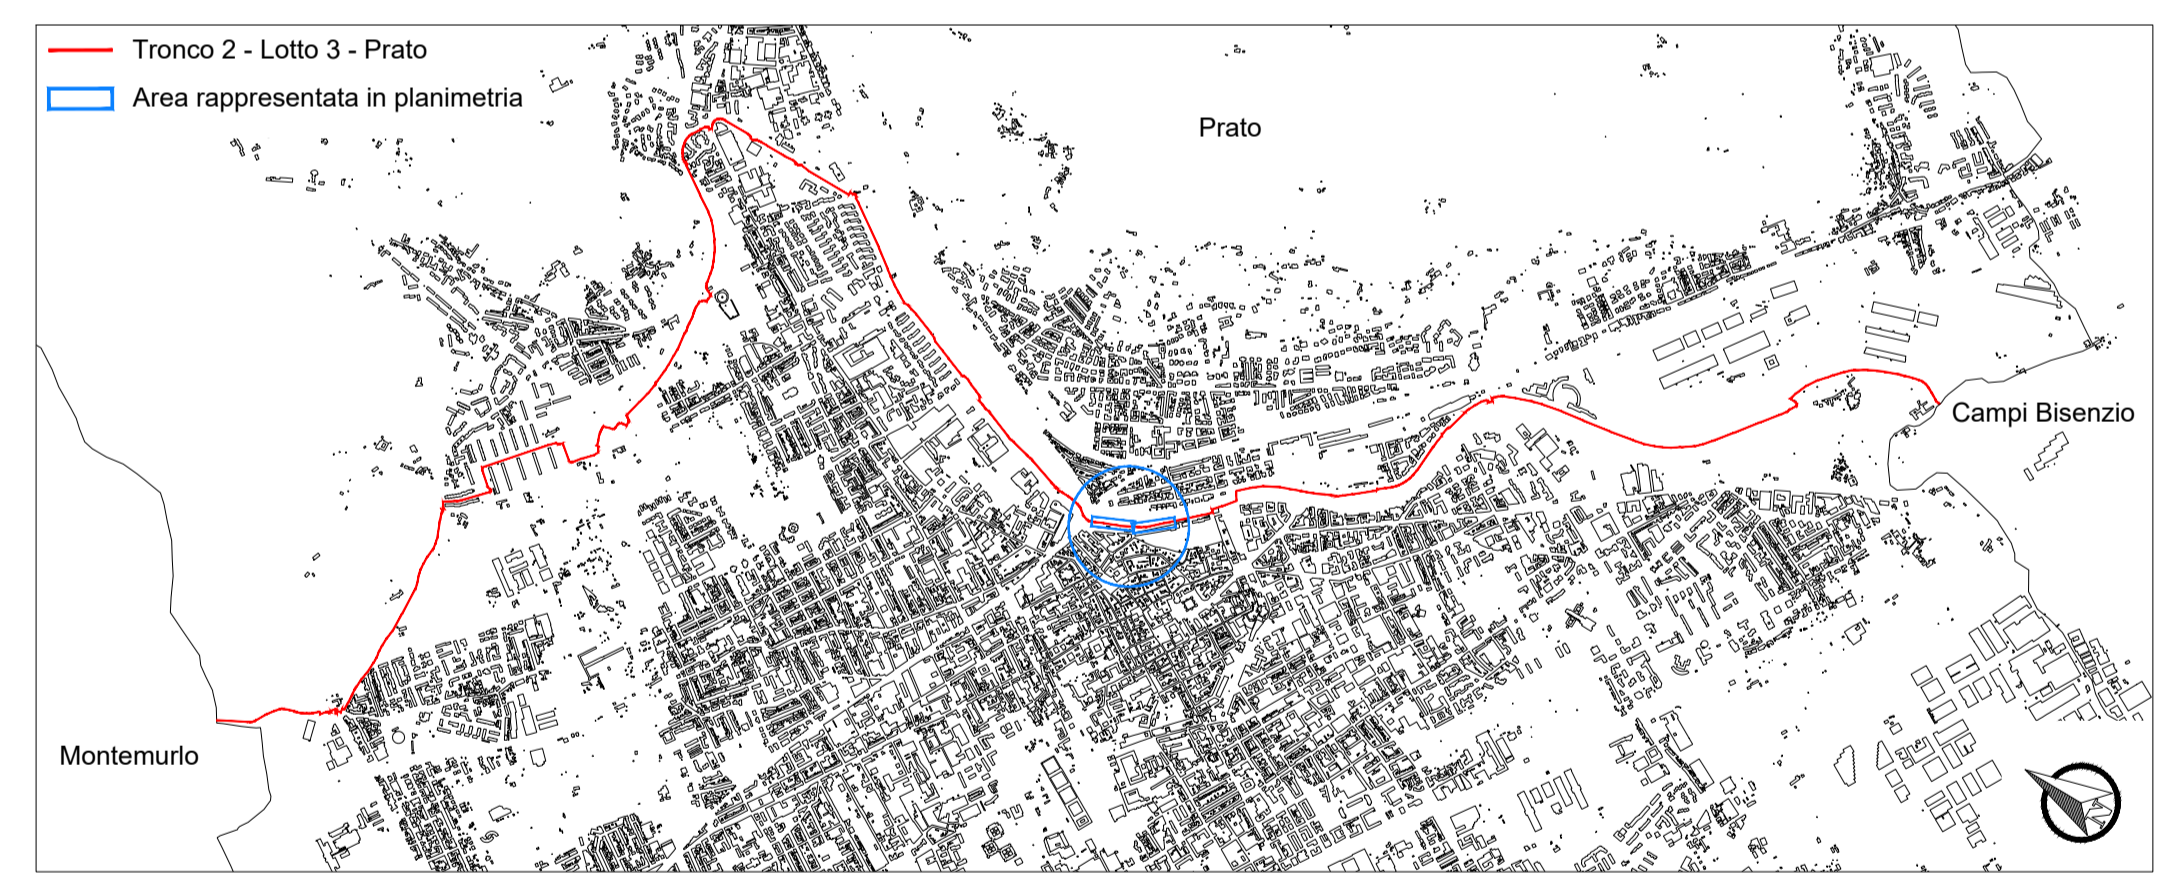 Tronco 2 - Lotto 3 - Prato
Area rappresentata in planimetria
Prato
Campi Bisenzio
Montemurlo
N